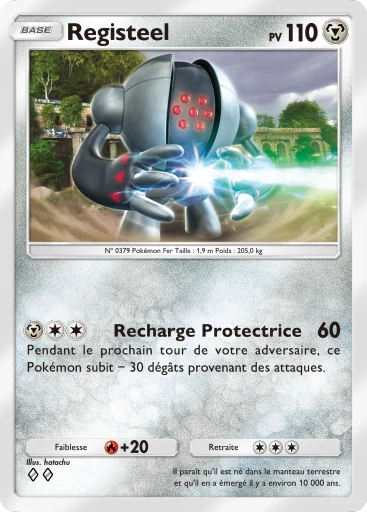 BASE
Registeel
PV 110
N° 0379 Pokémon Fer Taille : 1,9 m Poids : 205,0 kg
Recharge Protectrice 60
Pendant le prochain tour de votre adversaire, ce
Pokémon subit − 30 dégâts provenant des attaques.
Faiblesse +20
Retraite
Illus. hatachu
Il paraît qu'il est né dans le manteau terrestre
et qu'il en a émergé il y a environ 10 000 ans.